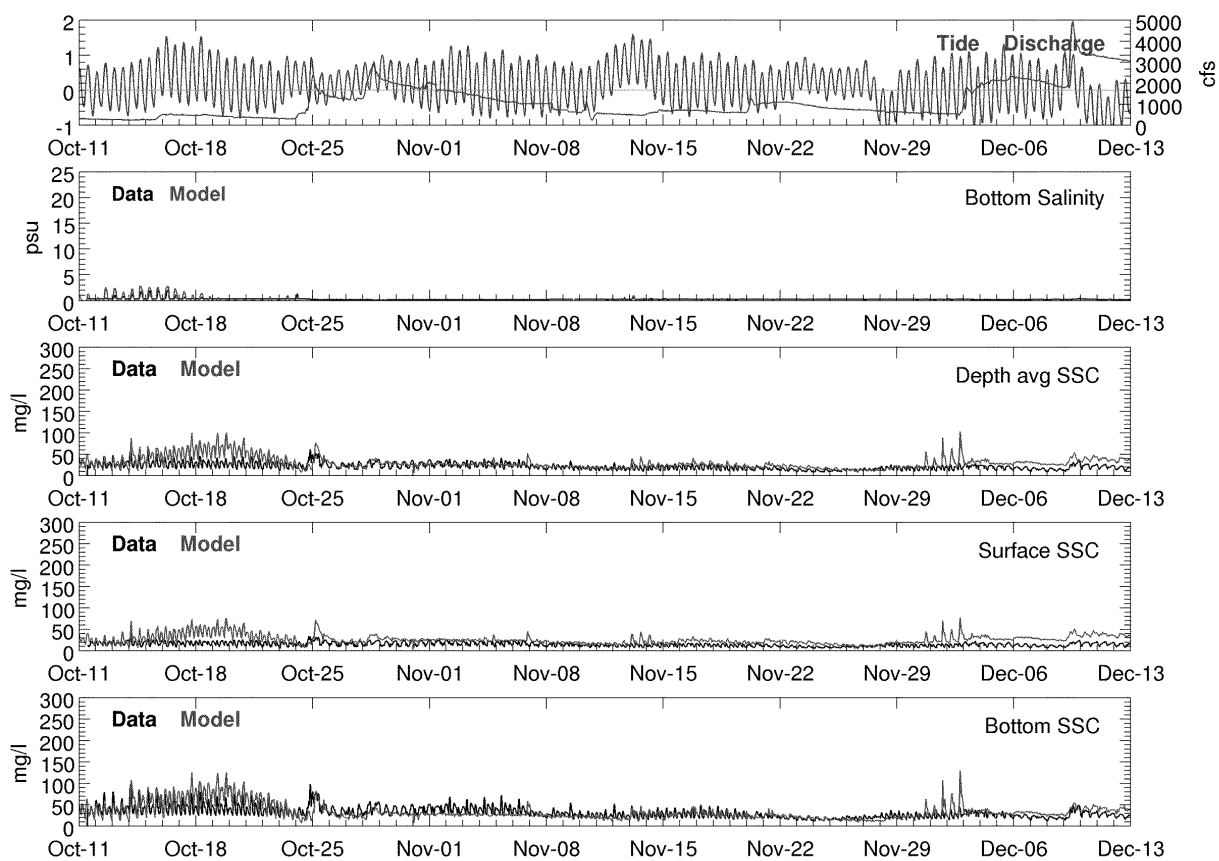 2
1
0
-1
5000
4000
3000
2000
1000
0
cfs
Tide Discharge
Oct-11 Oct-18 Oct-25 Nov-01 Nov-08 Nov-15 Nov-22 Nov-29 Dec-06 Dec-13
25
20
15
10
5
0
psu
Data Model
Bottom Salinity
Oct-11 Oct-18 Oct-25 Nov-01 Nov-08 Nov-15 Nov-22 Nov-29 Dec-06 Dec-13
300
250
200
150
100
50
0
mg/l
Data Model
Depth avg SSC
Oct-11 Oct-18 Oct-25 Nov-01 Nov-08 Nov-15 Nov-22 Nov-29 Dec-06 Dec-13
300
250
200
150
100
50
0
mg/l
Data Model
Surface SSC
Oct-11 Oct-18 Oct-25 Nov-01 Nov-08 Nov-15 Nov-22 Nov-29 Dec-06 Dec-13
300
250
200
150
100
50
0
mg/l
Data Model
Bottom SSC
Oct-11 Oct-18 Oct-25 Nov-01 Nov-08 Nov-15 Nov-22 Nov-29 Dec-06 Dec-13